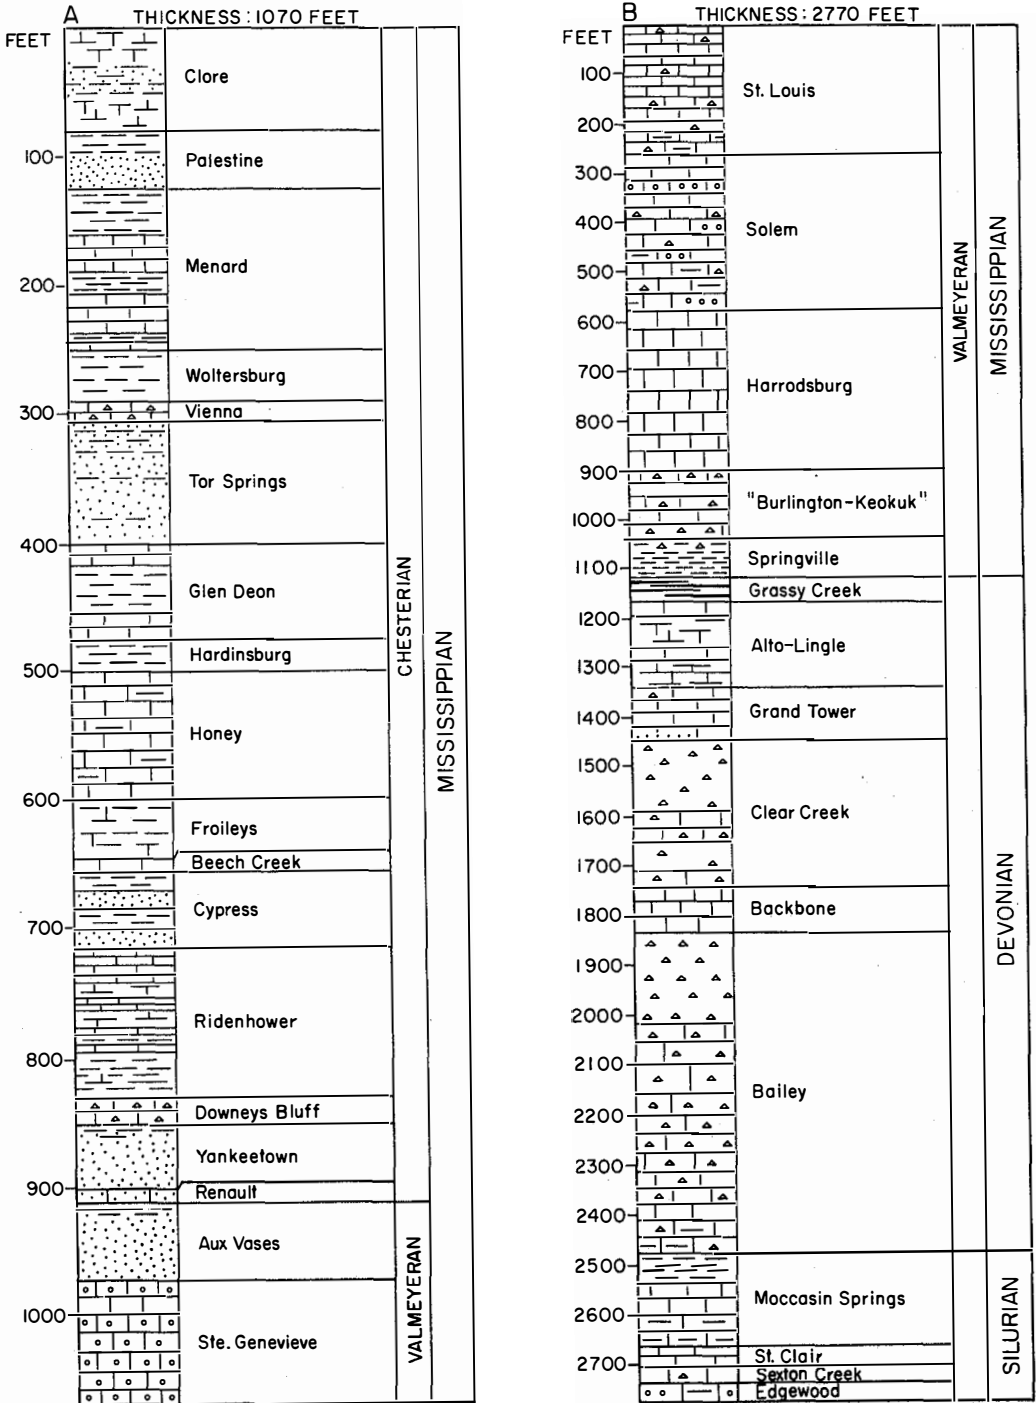 A
THICKNESS: 1070 FEET
FEET
Clore
100
Palestine
Menard
200
Woltersburg
300
Vienna
Tor Springs
400
Glen Deon
Hardinsburg
500
Honey
600
Froileys
Beech Creek
Cypress
700
Ridenhower
800
Downeys Bluff
Yankeetown
900
Renault
Aux Vases
1000
Ste. Genevieve
CHESTERIAN
VALMEYERAN
MISSISSIPPIAN
B
THICKNESS: 2770 FEET
FEET
100
St. Louis
200
300
Solem
400
500
600
Harrodsburg
700
800
900
"Burlington-Keokuk"
1000
Springville
1100
Grassy Creek
1200
Alto-Lingle
1300
Grand Tower
1400
1500
Clear Creek
1600
1700
Backbone
1800
1900
2000
Bailey
2100
2200
2300
2400
2500
Moccasin Springs
2600
St. Clair
2700
Sexton Creek
Edgewood
VALMEYERAN
MISSISSIPPIAN
DEVONIAN
SILURIAN